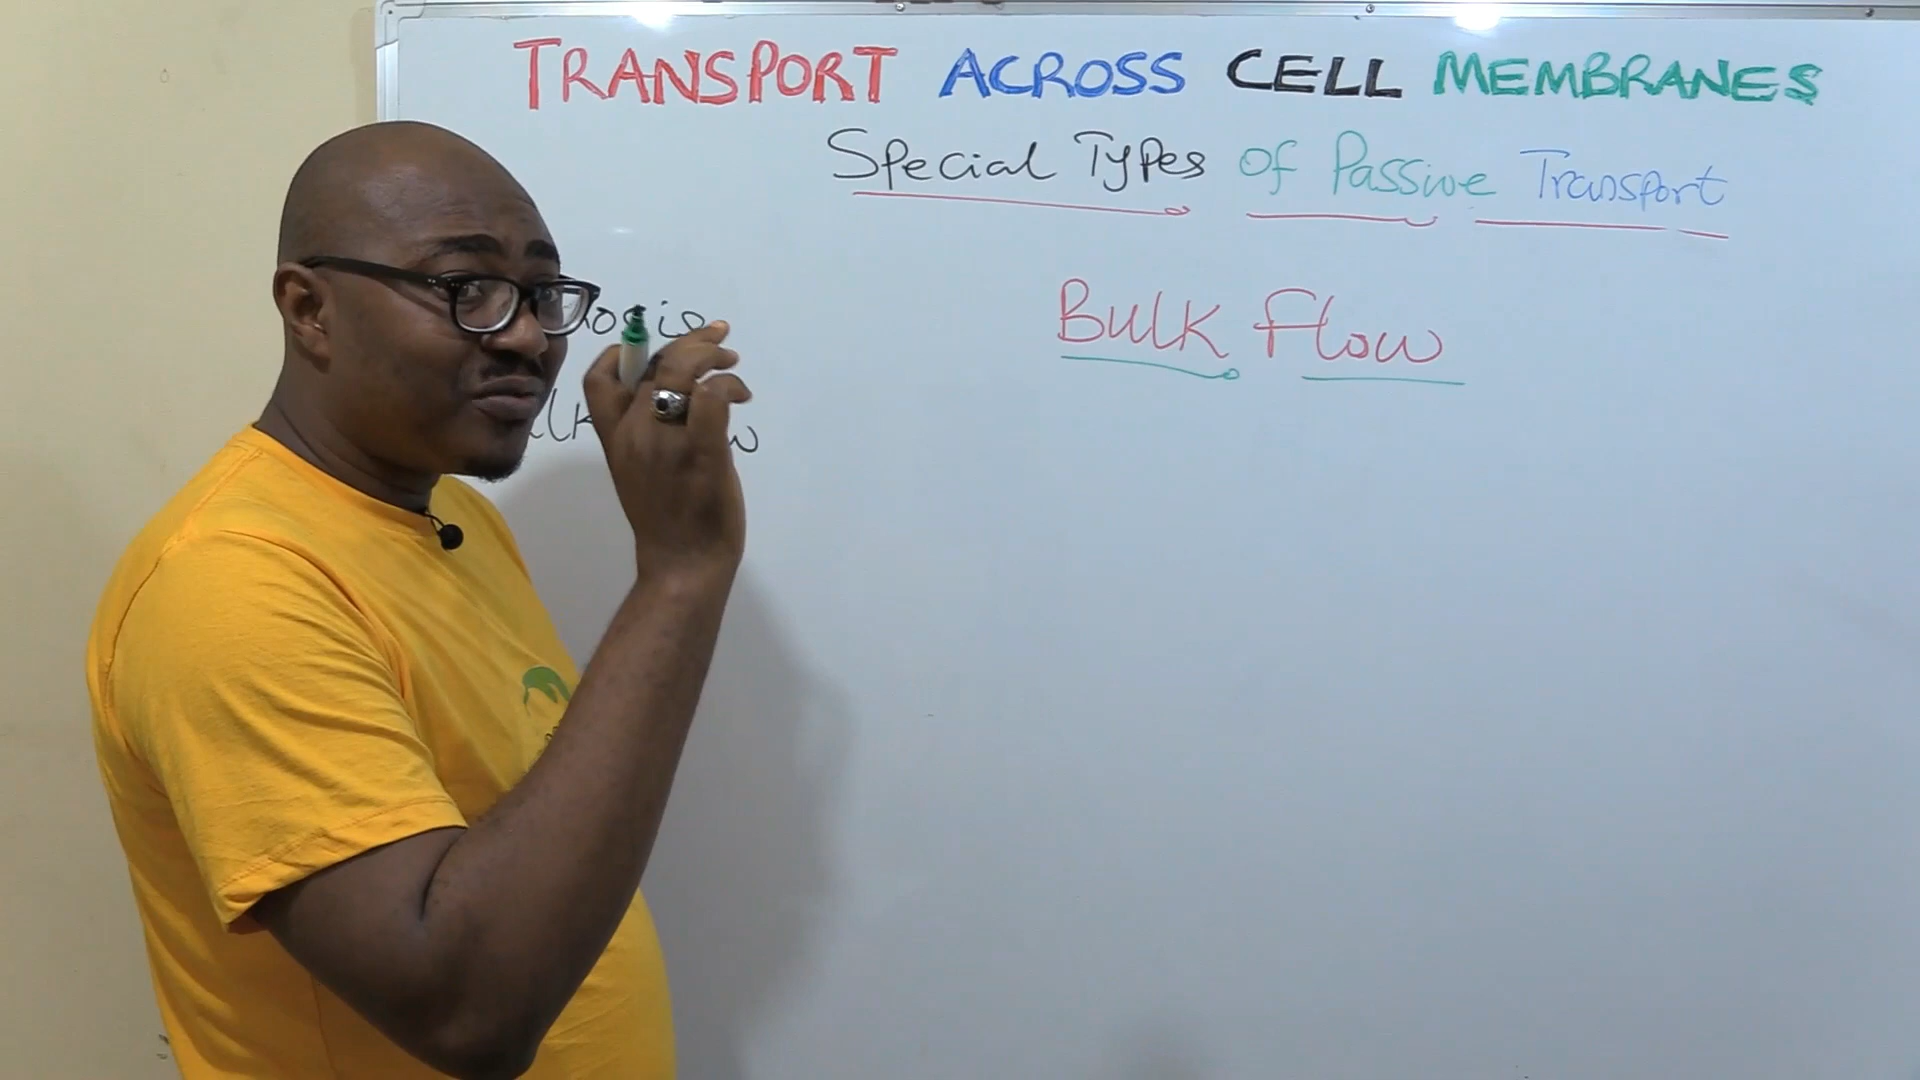 TRANSPORT ACROSS CELL MEMBRANES
Special Types of Passive Transport
Bulk Flow